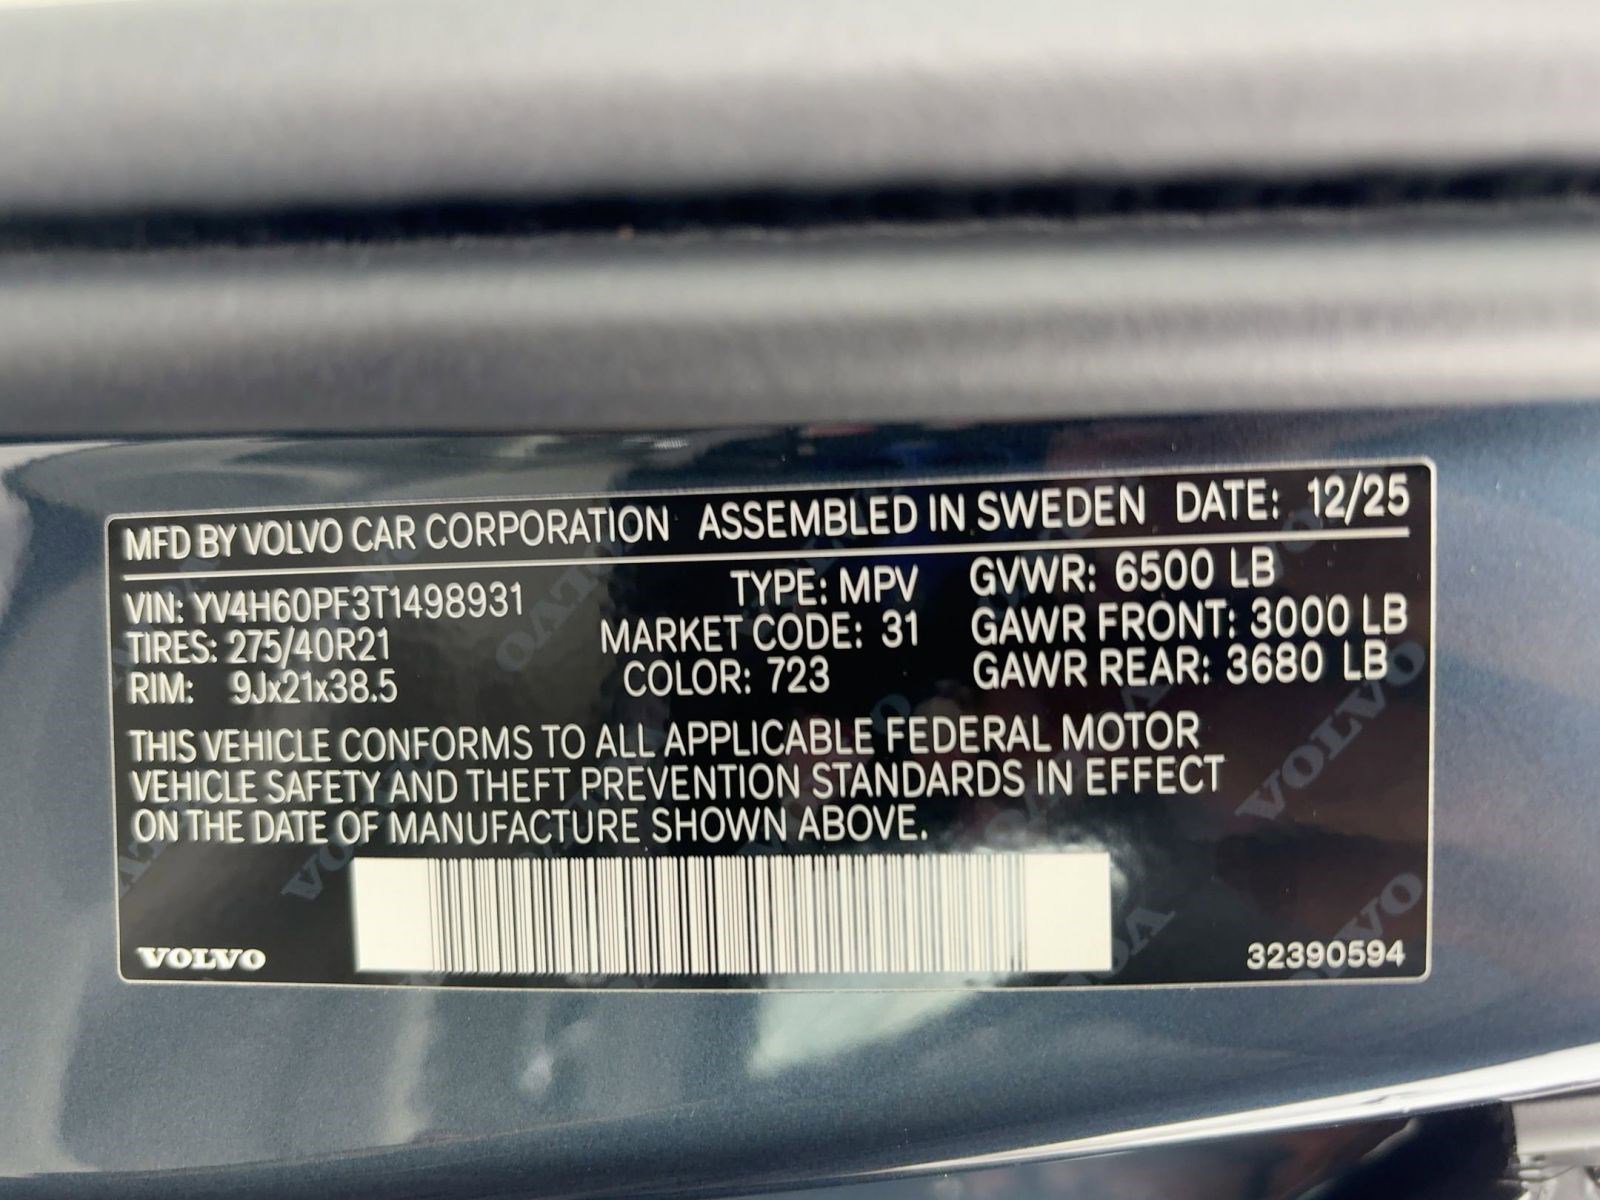 MFD BY VOLVO CAR CORPORATION ASSEMBLED IN SWEDEN DATE: 12/25
VIN: YV4H60PF3T1498931 TYPE: MPV GVWR: 6500 LB
TIRES: 275/40R21 MARKET CODE: 31 GAWR FRONT: 3000 LB
RIM: 9Jx21x38.5 COLOR: 723 GAWR REAR: 3680 LB
THIS VEHICLE CONFORMS TO ALL APPLICABLE FEDERAL MOTOR
VEHICLE SAFETY AND THEFT PREVENTION STANDARDS IN EFFECT
ON THE DATE OF MANUFACTURE SHOWN ABOVE.
VOLVO 32390594